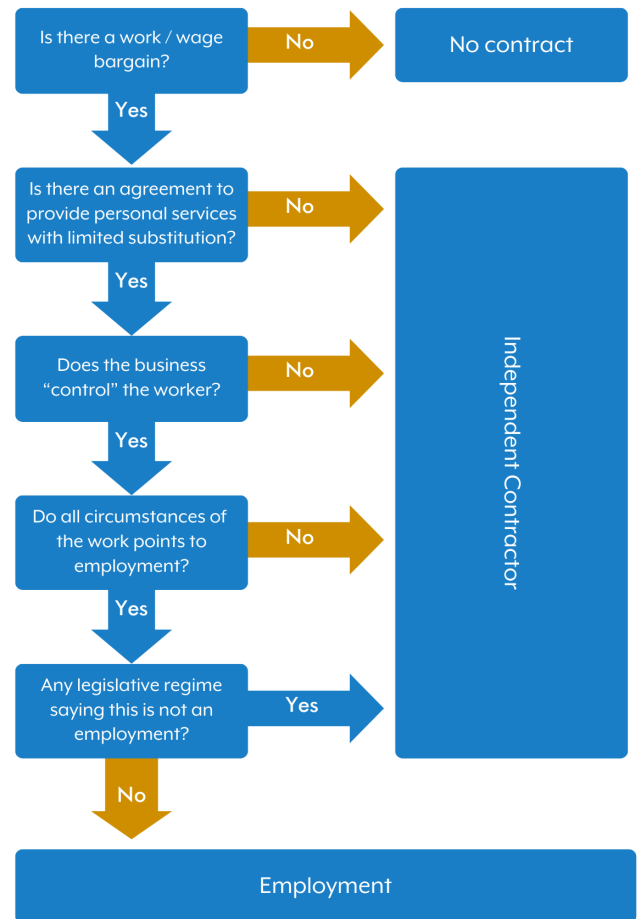 Is there a work / wage
bargain?
No
No contract
Yes
Is there an agreement to
provide personal services
with limited substitution?
No
Independent Contractor
Yes
Does the business
“control” the worker?
No
Yes
Do all circumstances of
the work points to
employment?
No
Yes
Any legislative regime
saying this is not an
employment?
Yes
No
Employment